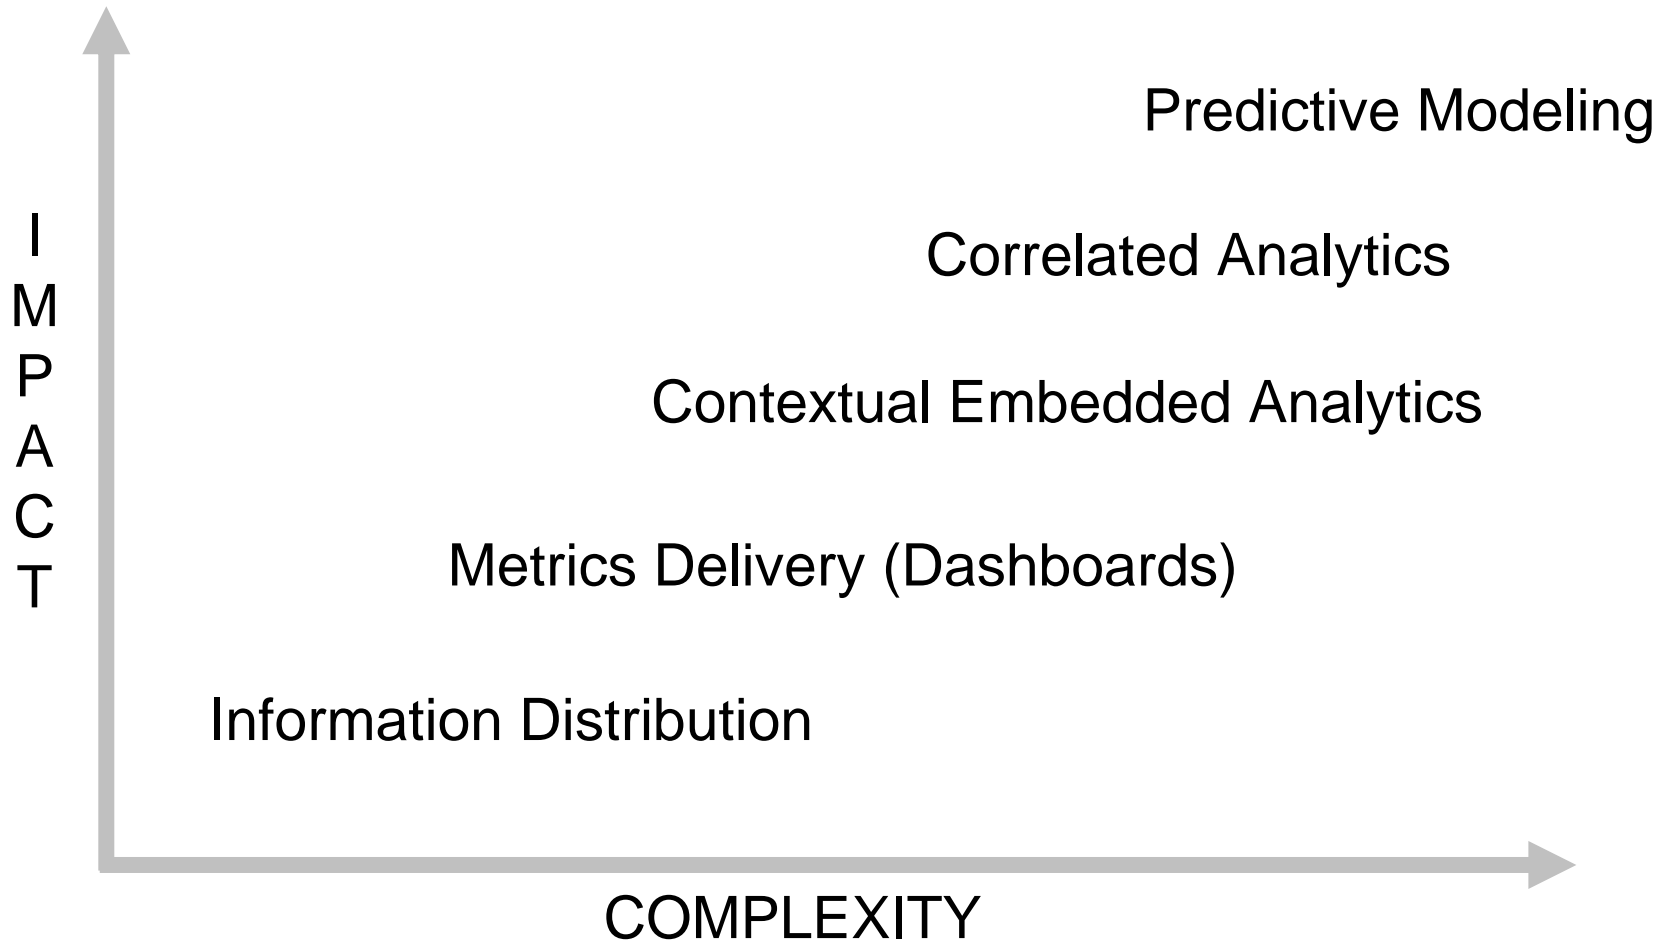 Predictive Modeling
Correlated Analytics
Contextual Embedded Analytics
Metrics Delivery (Dashboards)
Information Distribution
I
M
P
A
C
T
COMPLEXITY